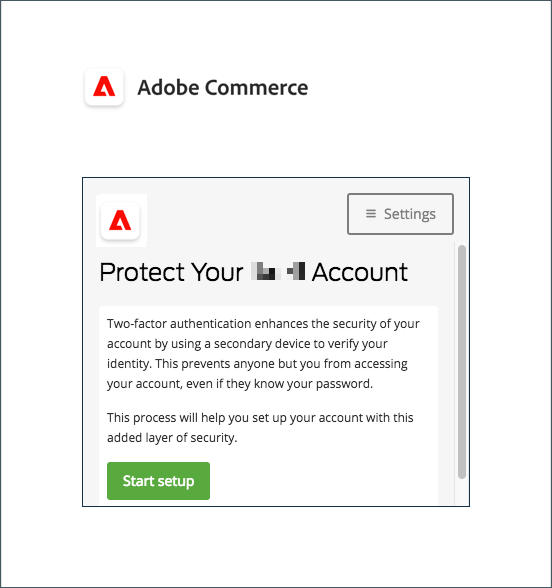 Adobe Commerce
Settings
Protect Your Account
Two-factor authentication enhances the security of your
account by using a secondary device to verify your
identity. This prevents anyone but you from accessing
your account, even if they know your password.
This process will help you set up your account with this
added layer of security.
Start setup